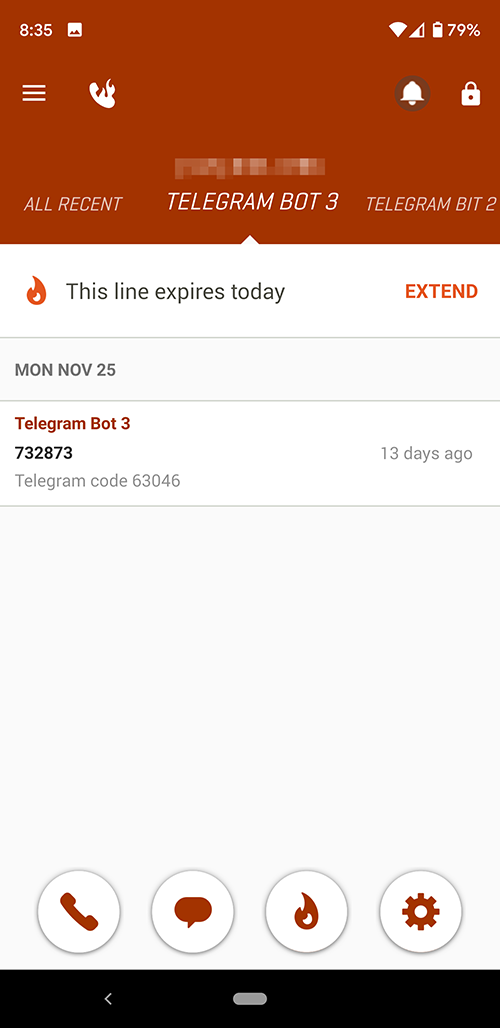 8:35
79%
ALL RECENT
TELEGRAM BOT 3
TELEGRAM BIT 2
This line expires today
EXTEND
MON NOV 25
Telegram Bot 3
732873
13 days ago
Telegram code 63046